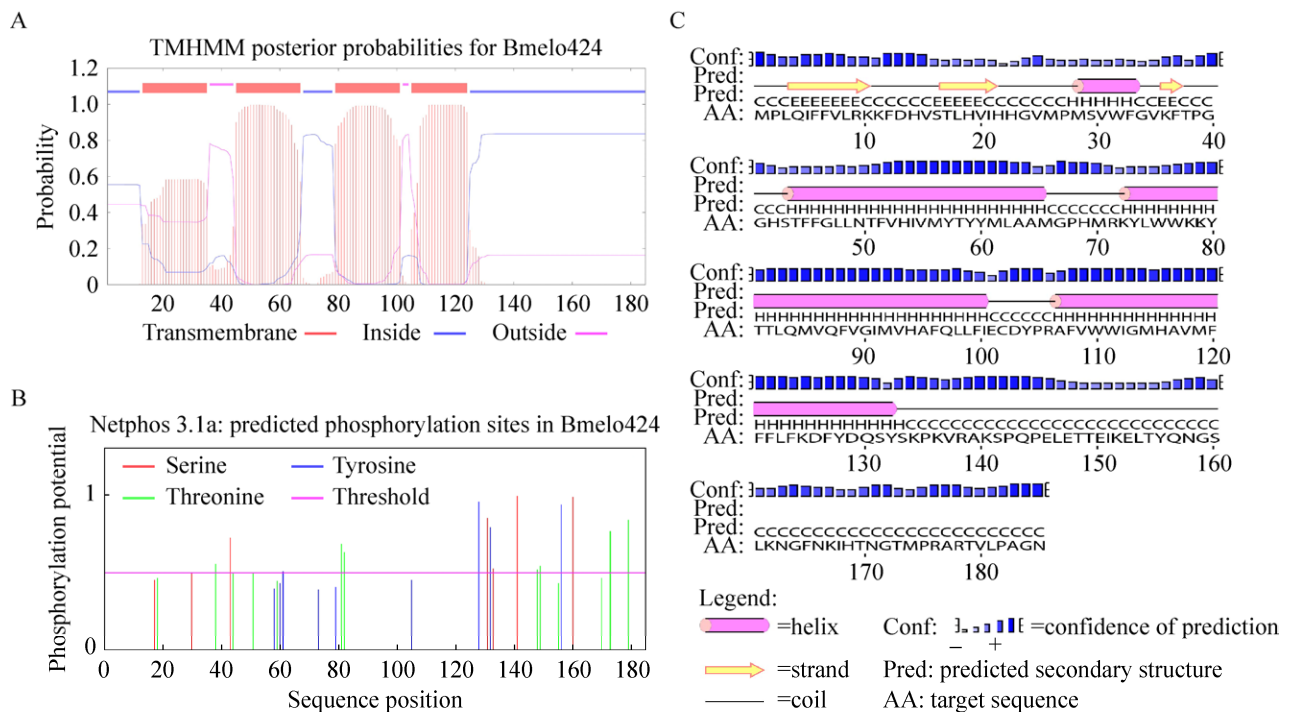 A
TMHMM posterior probabilities for Bmelo424
Probability
1.2
1.0
0.8
0.6
0.4
0.2
0
20 40 60 80 100 120 140 160 180
Transmembrane Inside Outside
B
Netphos 3.1a: predicted phosphorylation sites in Bmelo424
Phosphorylation potential
1
0
Serine Tyrosine
Threonine Threshold
0 20 40 60 80 100 120 140 160 180
Sequence position
C
Conf:
Pred:
Pred: CCCEEEEEEECCCCCCEEEEECCCCCCCHHHHHCCEECCC
AA: MPLQIFFVLRKKFDHVSTLHVIHHGVMPMSVWFGVKFTPG
10 20 30 40
Conf:
Pred:
Pred: CCCHHHHHHHHHHHHHHHHHHHHHHCCCCCCCHHHHHHHH
AA: GHSTFFGLLNTFVHIVMYTYYMLAAMGPHMRKYLWWKKKY
50 60 70 80
Conf:
Pred:
Pred: HHHHHHHHHHHHHHHHHHHHCCCCCCHHHHHHHHHHHHHH
AA: TTLQMVQFVGIMVHAFQLLFIECDYPRAFVWWIGMHAVMF
90 100 110 120
Conf:
Pred:
Pred: HHHHHHHHHHHHCCCCCCCCCCCCCCCCCCCCCCCCCCCC
AA: FFLFKDFYDQSYSKPKVRAKSPQPELETTEIKELTYQNGS
130 140 150 160
Conf:
Pred:
Pred: CCCCCCCCCCCCCCCCCCCCCCCCC
AA: LKNGFNKIHTNGTMPRARTVLPAGN
170 180
Legend:
=helix Conf: =confidence of prediction
− +
=strand Pred: predicted secondary structure
=coil AA: target sequence